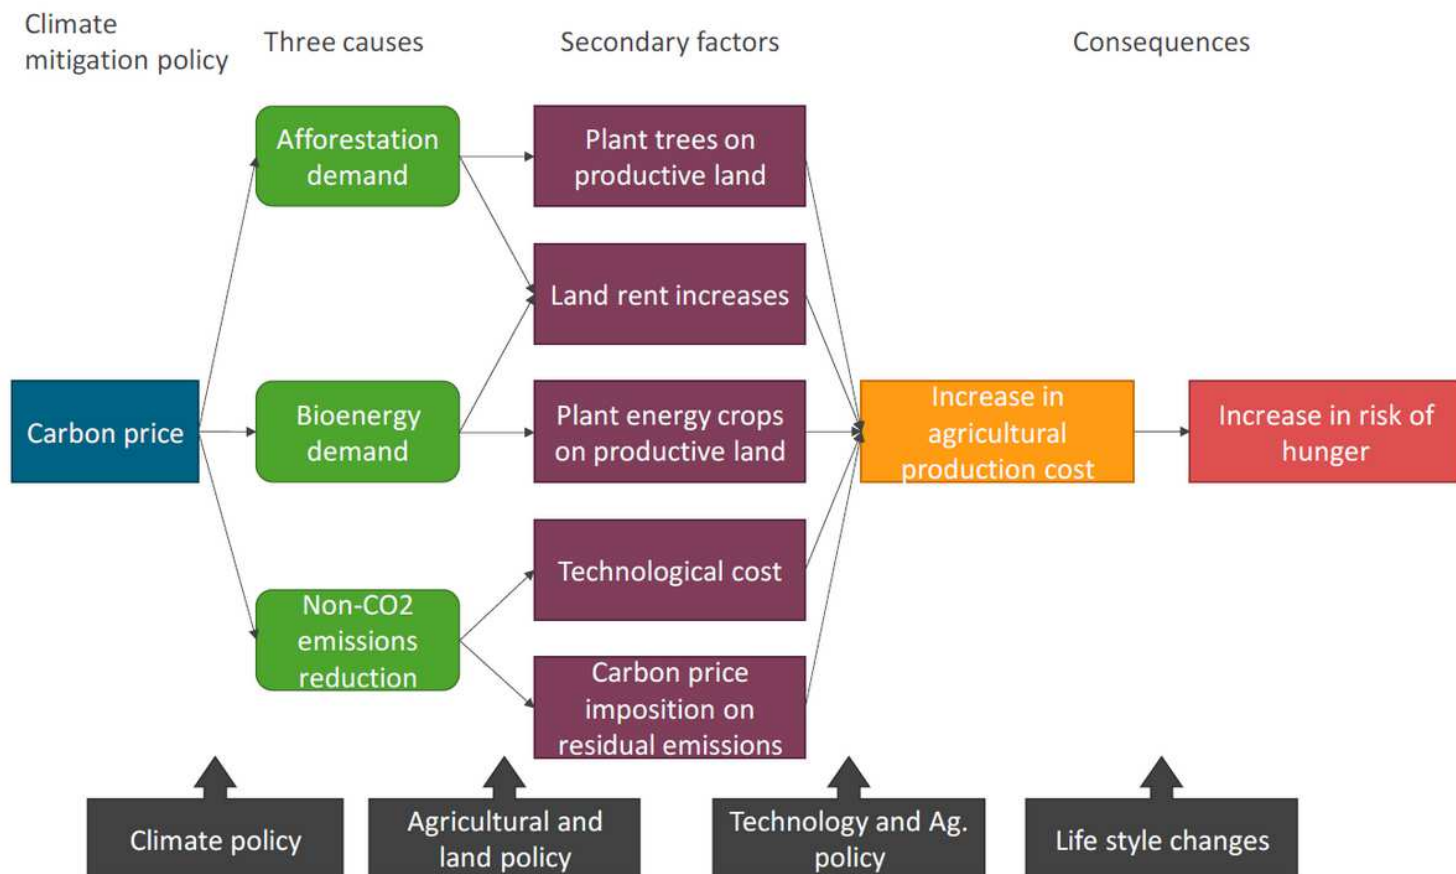 Climate
mitigation policy
Three causes
Secondary factors
Consequences
Afforestation
demand
Plant trees on
productive land
Land rent increases
Carbon price
Bioenergy
demand
Plant energy crops
on productive land
Increase in
agricultural
production cost
Increase in risk of
hunger
Technological cost
Non-CO2
emissions
reduction
Carbon price
imposition on
residual emissions
Climate policy
Agricultural and
land policy
Technology and Ag.
policy
Life style changes